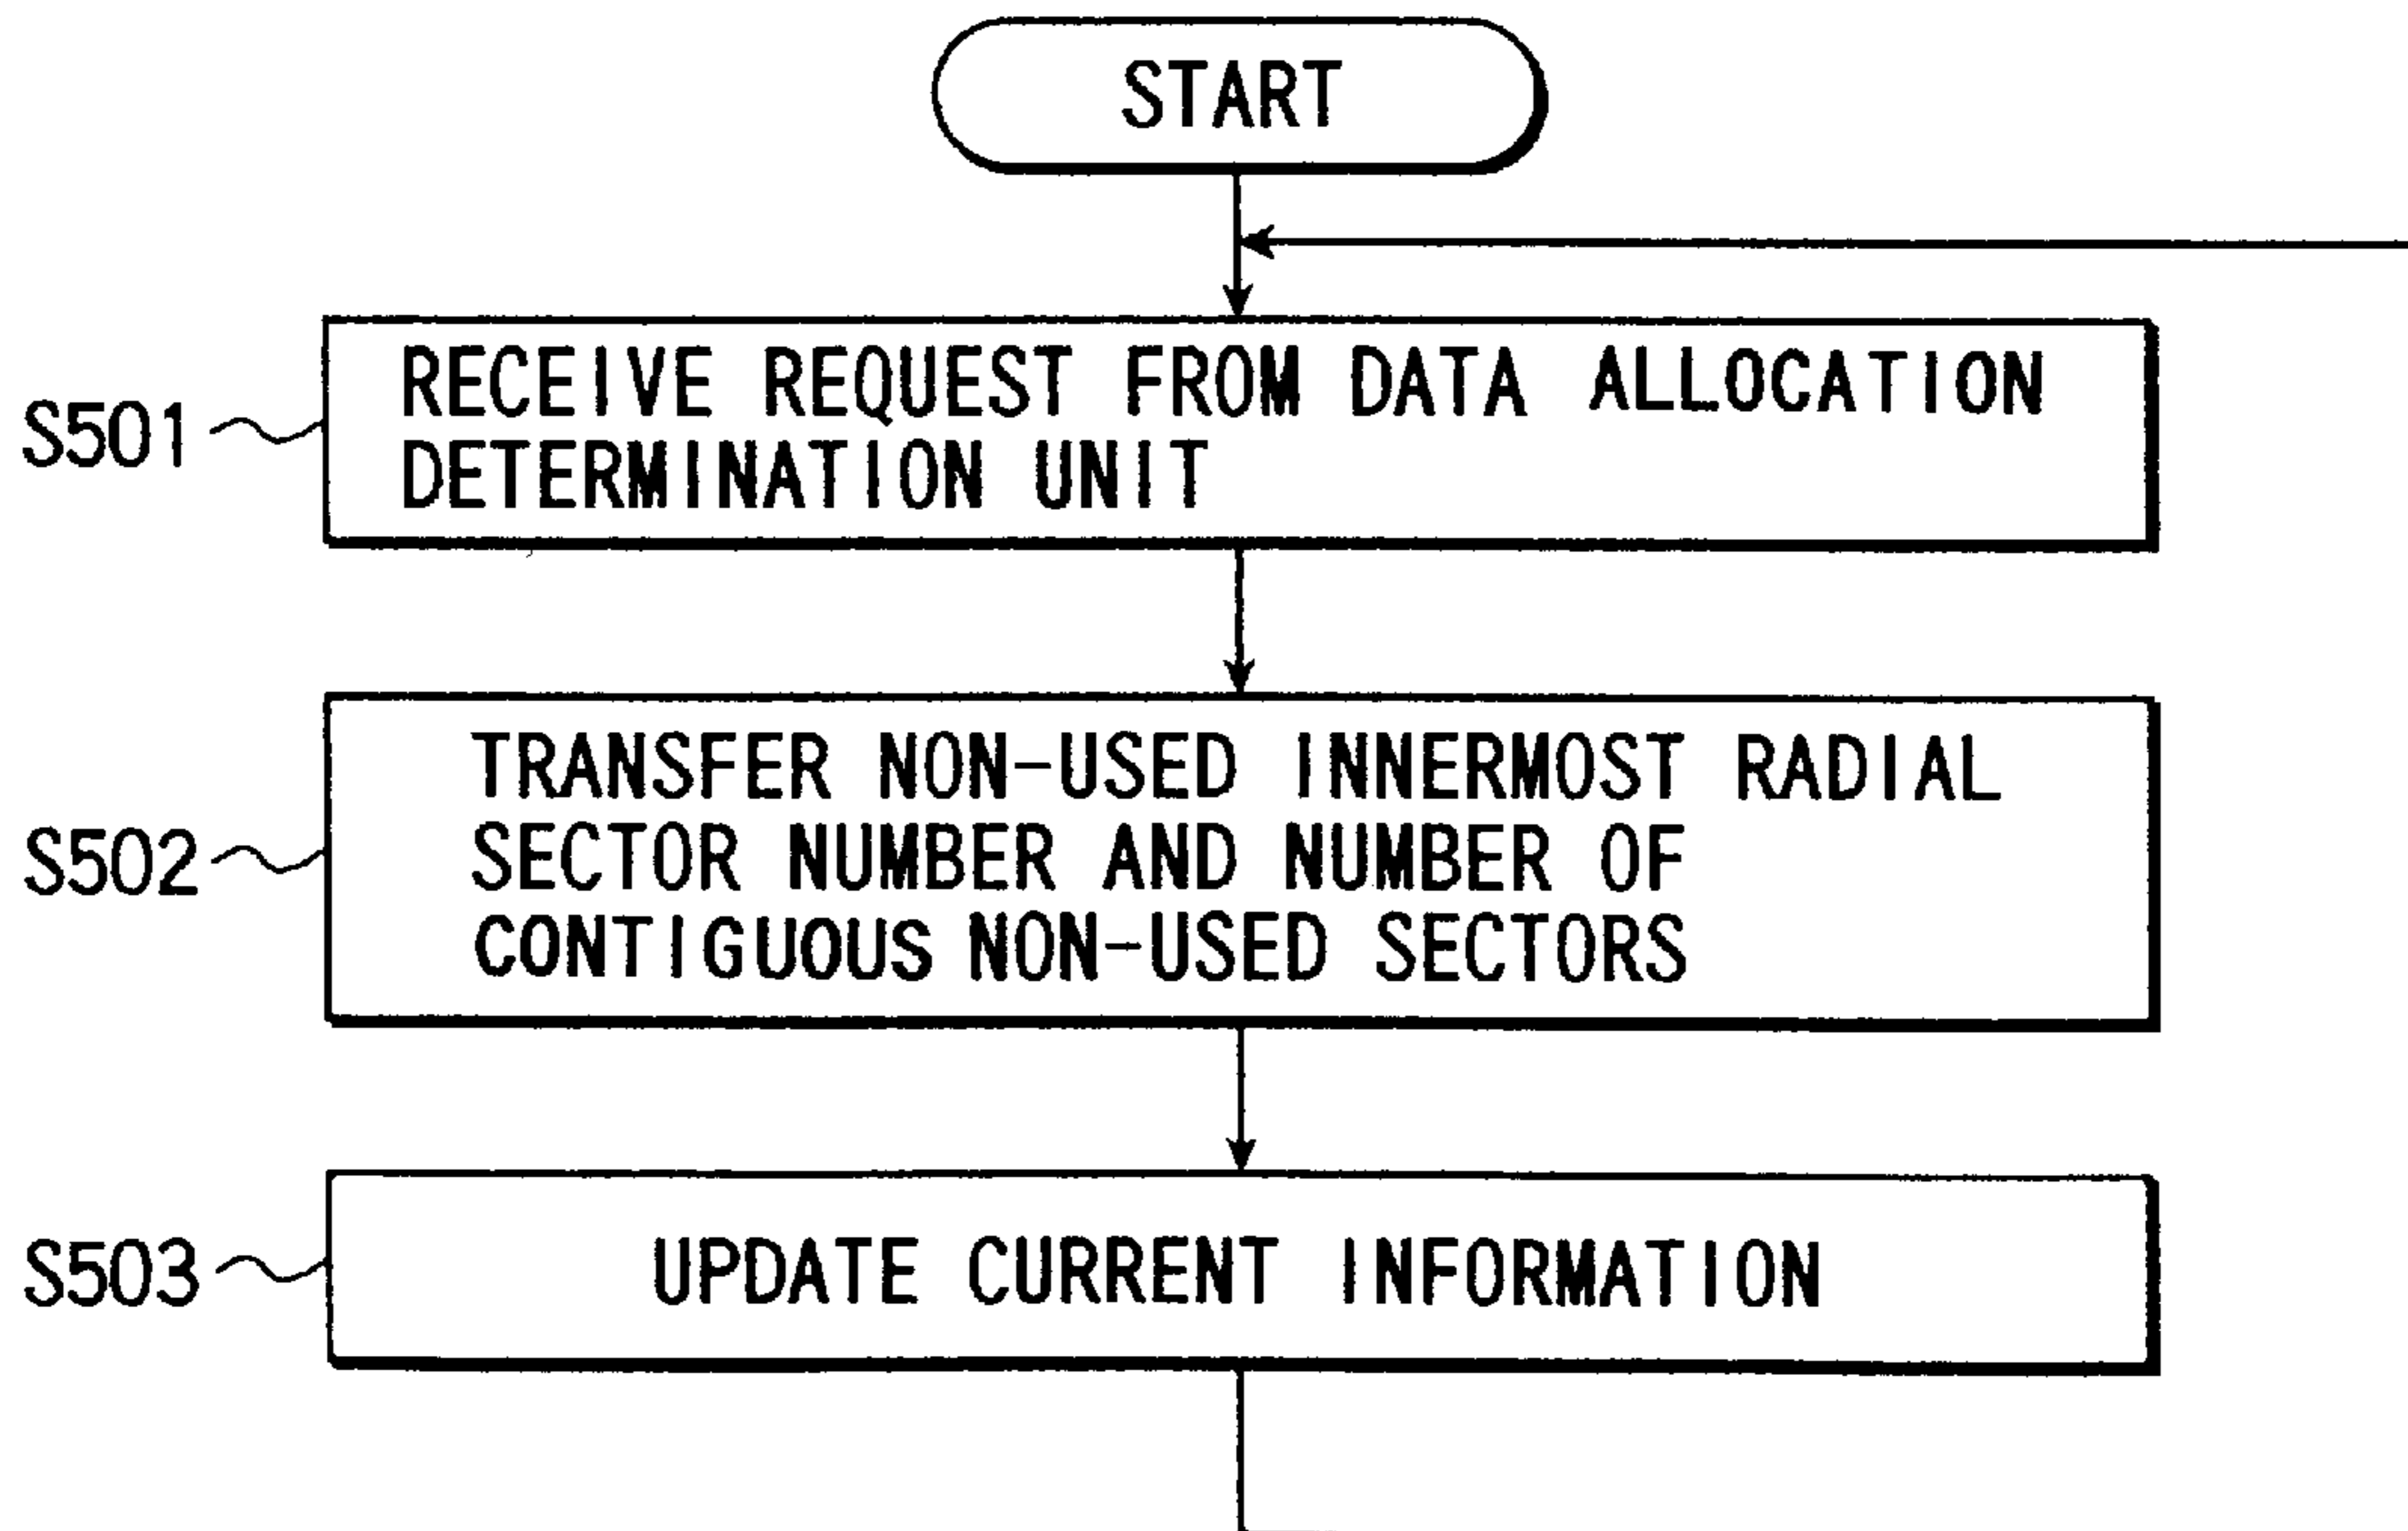 START
S501
RECEIVE REQUEST FROM DATA ALLOCATION
DETERMINATION UNIT
S502
TRANSFER NON-USED INNERMOST RADIAL
SECTOR NUMBER AND NUMBER OF
CONTIGUOUS NON-USED SECTORS
S503
UPDATE CURRENT INFORMATION